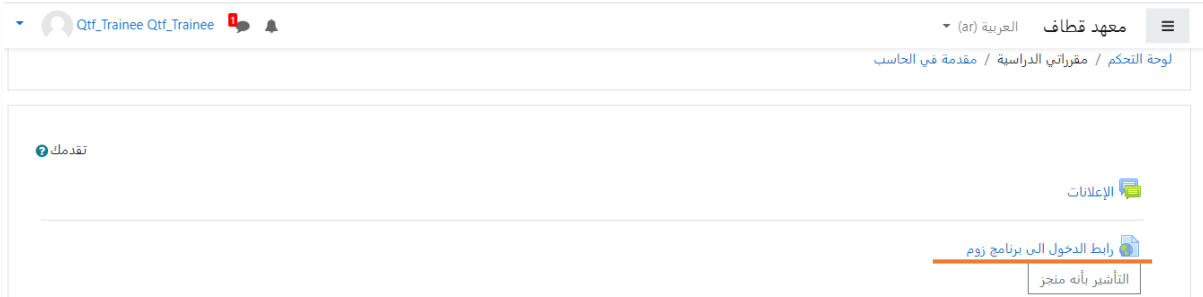 معهد قطاف العربية ‎(ar)‎ 1 Qtf_Trainee Qtf_Trainee
لوحة التحكم / مقرراتي الدراسية / مقدمة في الحاسب
تقدمك
الإعلانات
رابط الدخول الى برنامج زوم
التأشير بأنه منجز